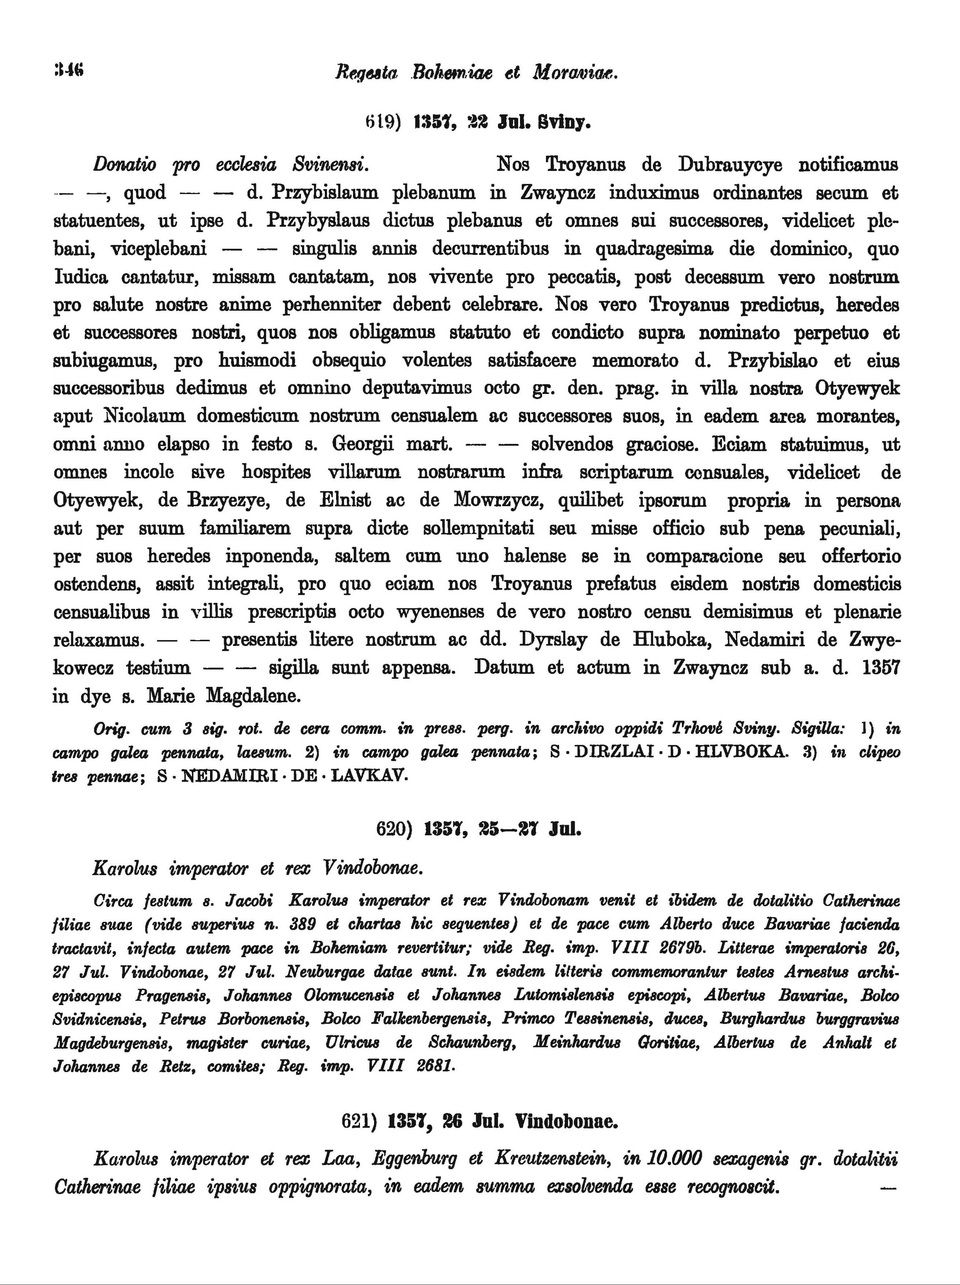 346
Regesta Bohemiae et Moraviae.
619) 1357, 22 Jul. Sviny.
Donatio pro ecclesia Svinensi. Nos Troyanus de Dubrauycye notificamus
— —, quod — — d. Przybislaum plebanum in Zwayncz induximus ordinantes secum et
statuentes, ut ipse d. Przybyslaus dictus plebanus et omnes sui successores, videlicet ple-
bani, viceplebani — — singulis annis decurrentibus in quadragesima die dominico, quo
Iudica cantatur, missam cantatam, nos vivente pro peccatis, post decessum vero nostrum
pro salute nostre anime perhenniter debent celebrare. Nos vero Troyanus predictus, heredes
et successores nostri, quos nos obligamus statuto et condicto supra nominato perpetuo et
subiugamus, pro huismodi obsequio volentes satisfacere memorato d. Przybislao et eius
successoribus dedimus et omnino deputavimus octo gr. den. prag. in villa nostra Otyewyek
aput Nicolaum domesticum nostrum censualem ac successores suos, in eadem area morantes,
omni anno elapso in festo s. Georgii mart. — — solvendos graciose. Eciam statuimus, ut
omnes incole sive hospites villarum nostrarum infra scriptarum censuales, videlicet de
Otyewyek, de Brzyezye, de Elnist ac de Mowrzycz, quilibet ipsorum propria in persona
aut per suum familiarem supra dicte sollempnitati seu misse officio sub pena pecuniali,
per suos heredes inponenda, saltem cum uno halense se in comparacione seu offertorio
ostendens, assit integrali, pro quo eciam nos Troyanus prefatus eisdem nostris domesticis
censualibus in villis prescriptis octo wyenenses de vero nostro censu demisimus et plenarie
relaxamus. — — presentis litere nostrum ac dd. Dyrslay de Hluboka, Nedamiri de Zwye-
kowecz testium — — sigilla sunt appensa. Datum et actum in Zwayncz sub a. d. 1357
in dye s. Marie Magdalene.
Orig. cum 3 sig. rot. de cera comm. in press. perg. in archivo oppidi Trhové Sviny. Sigilla: 1) in
campo galea pennata, laesum. 2) in campo galea pennata; S · DIRZLAI · D · HLVBOKA. 3) in clipeo
tres pennae; S · NEDAMIRI · DE · LAVKAV.
620) 1357, 25—27 Jul.
Karolus imperator et rex Vindobonae.
Circa festum s. Jacobi Karolus imperator et rex Vindobonam venit et ibidem de dotalitio Catherinae
filiae suae (vide superius n. 389 et chartas hic sequentes) et de pace cum Alberto duce Bavariae facienda
tractavit, infecta autem pace in Bohemiam revertitur; vide Reg. imp. VIII 2679b. Litterae imperatoris 26,
27 Jul. Vindobonae, 27 Jul. Neuburgae datae sunt. In eisdem litteris commemorantur testes Arnestus archi-
episcopus Pragensis, Johannes Olomucensis et Johannes Lutomislensis episcopi, Albertus Bavariae, Bolco
Svidnicensis, Petrus Borbonensis, Bolco Falkenbergensis, Primco Tessinensis, duces, Burghardus burggravius
Magdeburgensis, magister curiae, Ulricus de Schaunberg, Meinhardus Goritiae, Albertus de Anhalt et
Johannes de Retz, comites; Reg. imp. VIII 2681.
621) 1357, 26 Jul. Vindobonae.
Karolus imperator et rex Laa, Eggenburg et Kreutzenstein, in 10.000 sexagenis gr. dotalitii
Catherinae filiae ipsius oppignorata, in eadem summa exsolvenda esse recognoscit. —